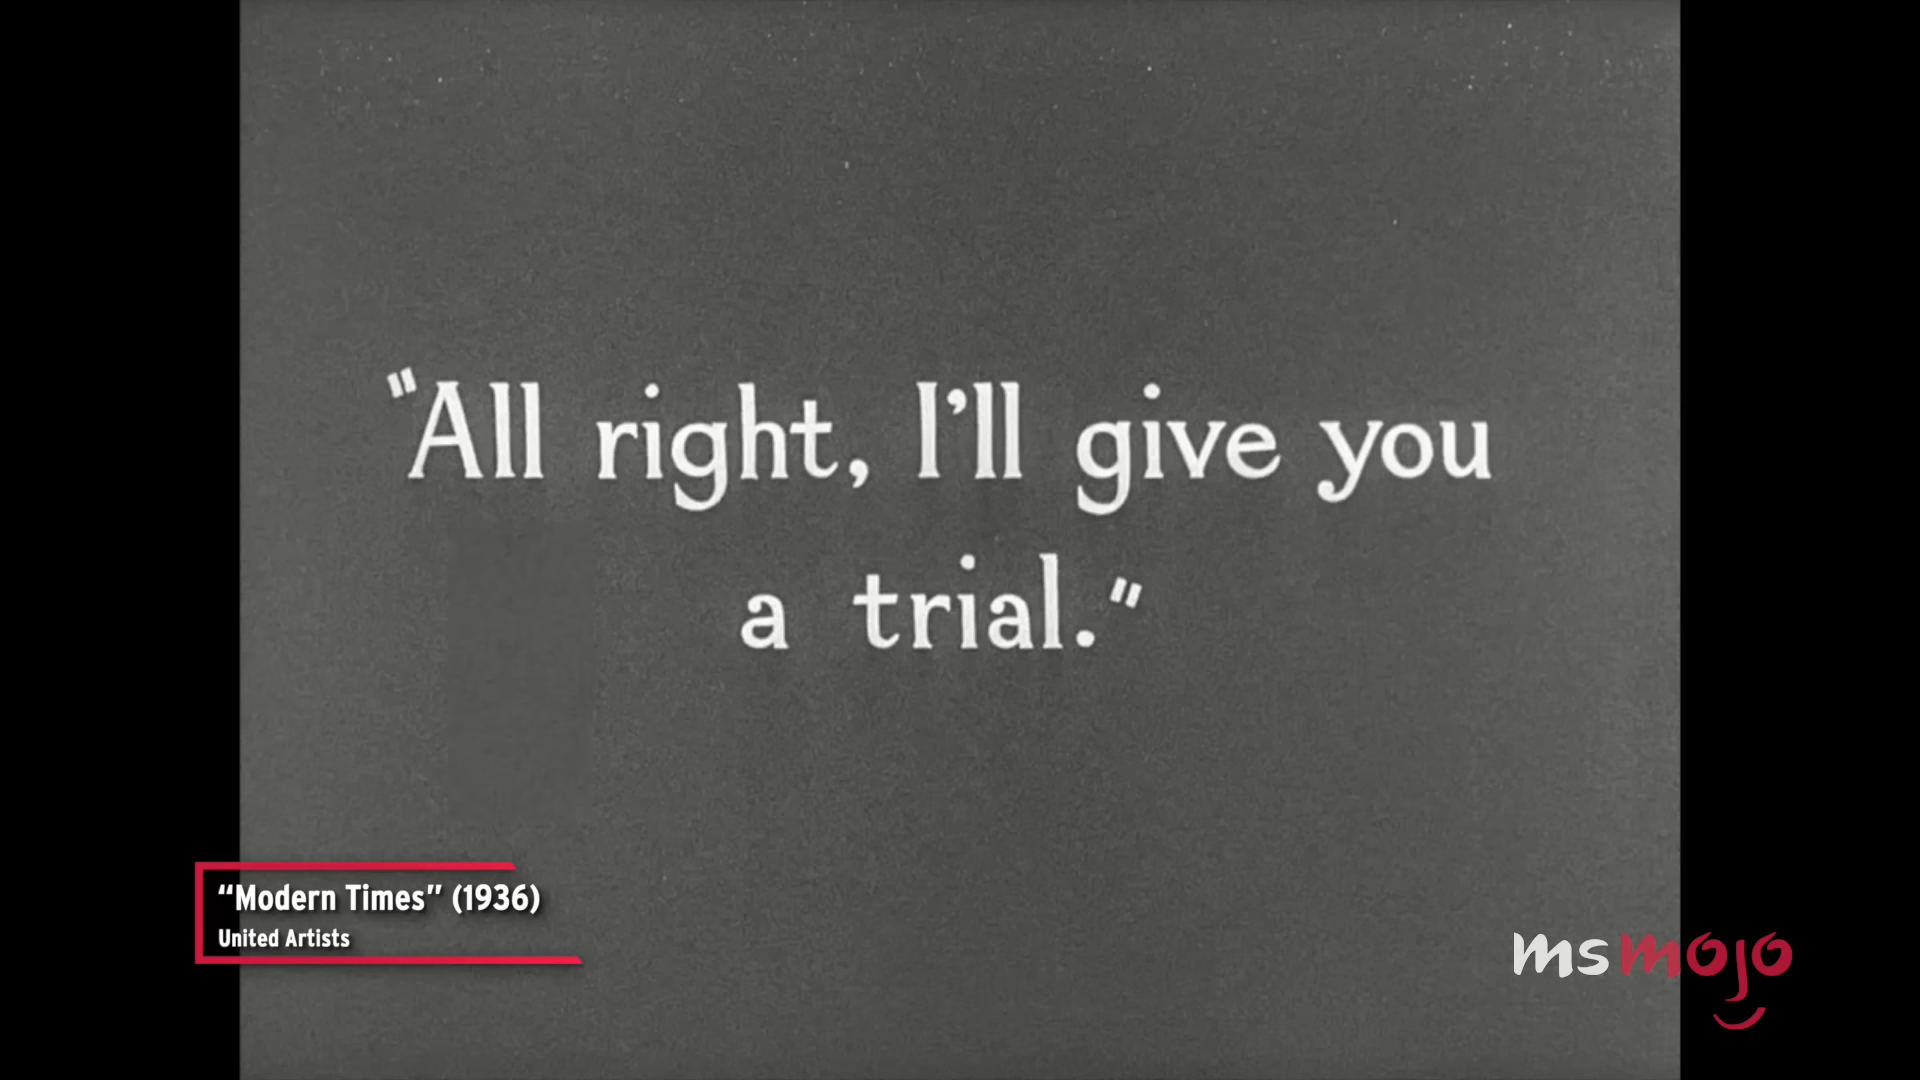 "All right, I'll give you
a trial."
“Modern Times” (1936)
United Artists
msmojo